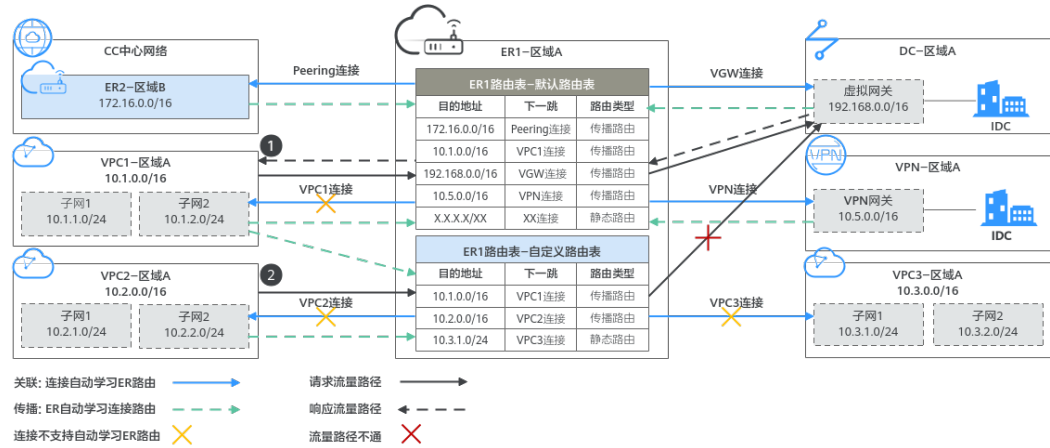 CC中心网络
ER2-区域B
172.16.0.0/16
Peering连接
ER1-区域A
ER1路由表-默认路由表
目的地址 下一跳 路由类型
172.16.0.0/16 Peering连接 传播路由
10.1.0.0/16 VPC1连接 传播路由
192.168.0.0/16 VGW连接 传播路由
10.5.0.0/16 VPN连接 传播路由
X.X.X.X/XX XX连接 静态路由
ER1路由表-自定义路由表
目的地址 下一跳 路由类型
10.1.0.0/16 VPC1连接 传播路由
10.2.0.0/16 VPC2连接 传播路由
10.3.1.0/24 VPC3连接 静态路由
VGW连接
DC-区域A
虚拟网关
192.168.0.0/16
IDC
1
VPC1-区域A
10.1.0.0/16
子网1
10.1.1.0/24
子网2
10.1.2.0/24
VPC1连接
VPN连接
VPN
VPN-区域A
VPN网关
10.5.0.0/16
IDC
2
VPC2-区域A
10.2.0.0/16
子网1
10.2.1.0/24
子网2
10.2.2.0/24
VPC2连接
VPC3连接
VPC3-区域A
10.3.0.0/16
子网1
10.3.1.0/24
子网2
10.3.2.0/24
关联: 连接自动学习ER路由
请求流量路径
传播: ER自动学习连接路由
响应流量路径
连接不支持自动学习ER路由
流量路径不通